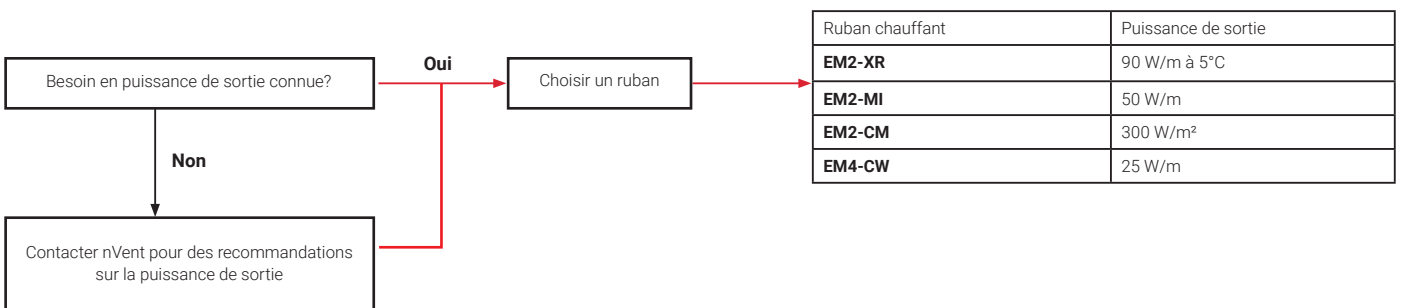 Besoin en puissance de sortie connue?
Oui
Choisir un ruban
Non
Contacter nVent pour des recommandations
sur la puissance de sortie
Ruban chauffant Puissance de sortie
EM2-XR 90 W/m à 5°C
EM2-MI 50 W/m
EM2-CM 300 W/m²
EM4-CW 25 W/m